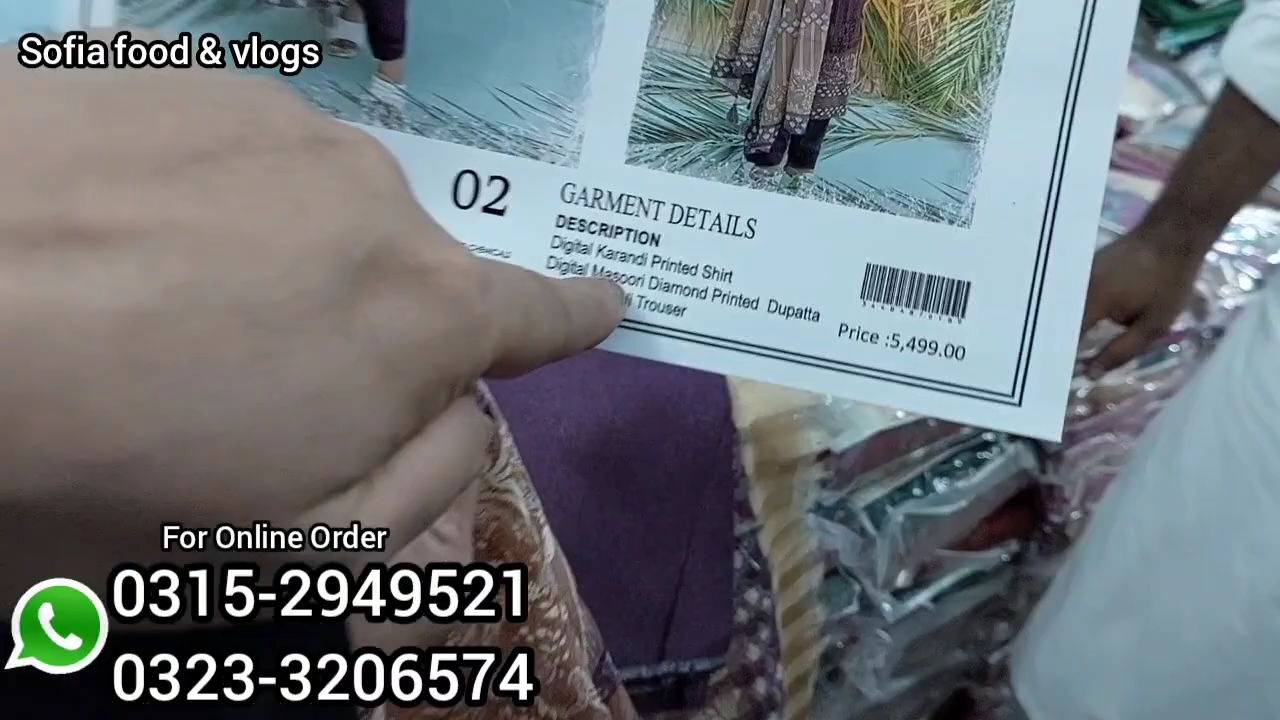 Sofia food & vlogs
02
GARMENT DETAILS
DESCRIPTION
Digital Karandi Printed Shirt
Digital Masoori Diamond Printed Dupatta
Trouser
Price :5,499.00
For Online Order
0315-2949521
0323-3206574